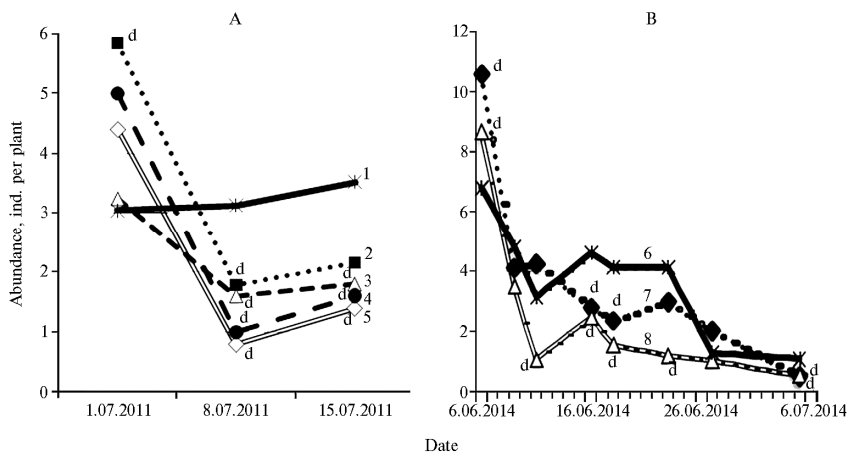 A
B
Abundance, ind. per plant
6
5
4
3
2
1
0
d
1
d
2
d
3
d
d
4
d
5
d
d
1.07.2011
8.07.2011
15.07.2011
12
10
8
6
4
2
0
d
d
6
d
7
d
d
8
d
d
d
d
d
6.06.2014
16.06.2014
26.06.2014
6.07.2014
Date